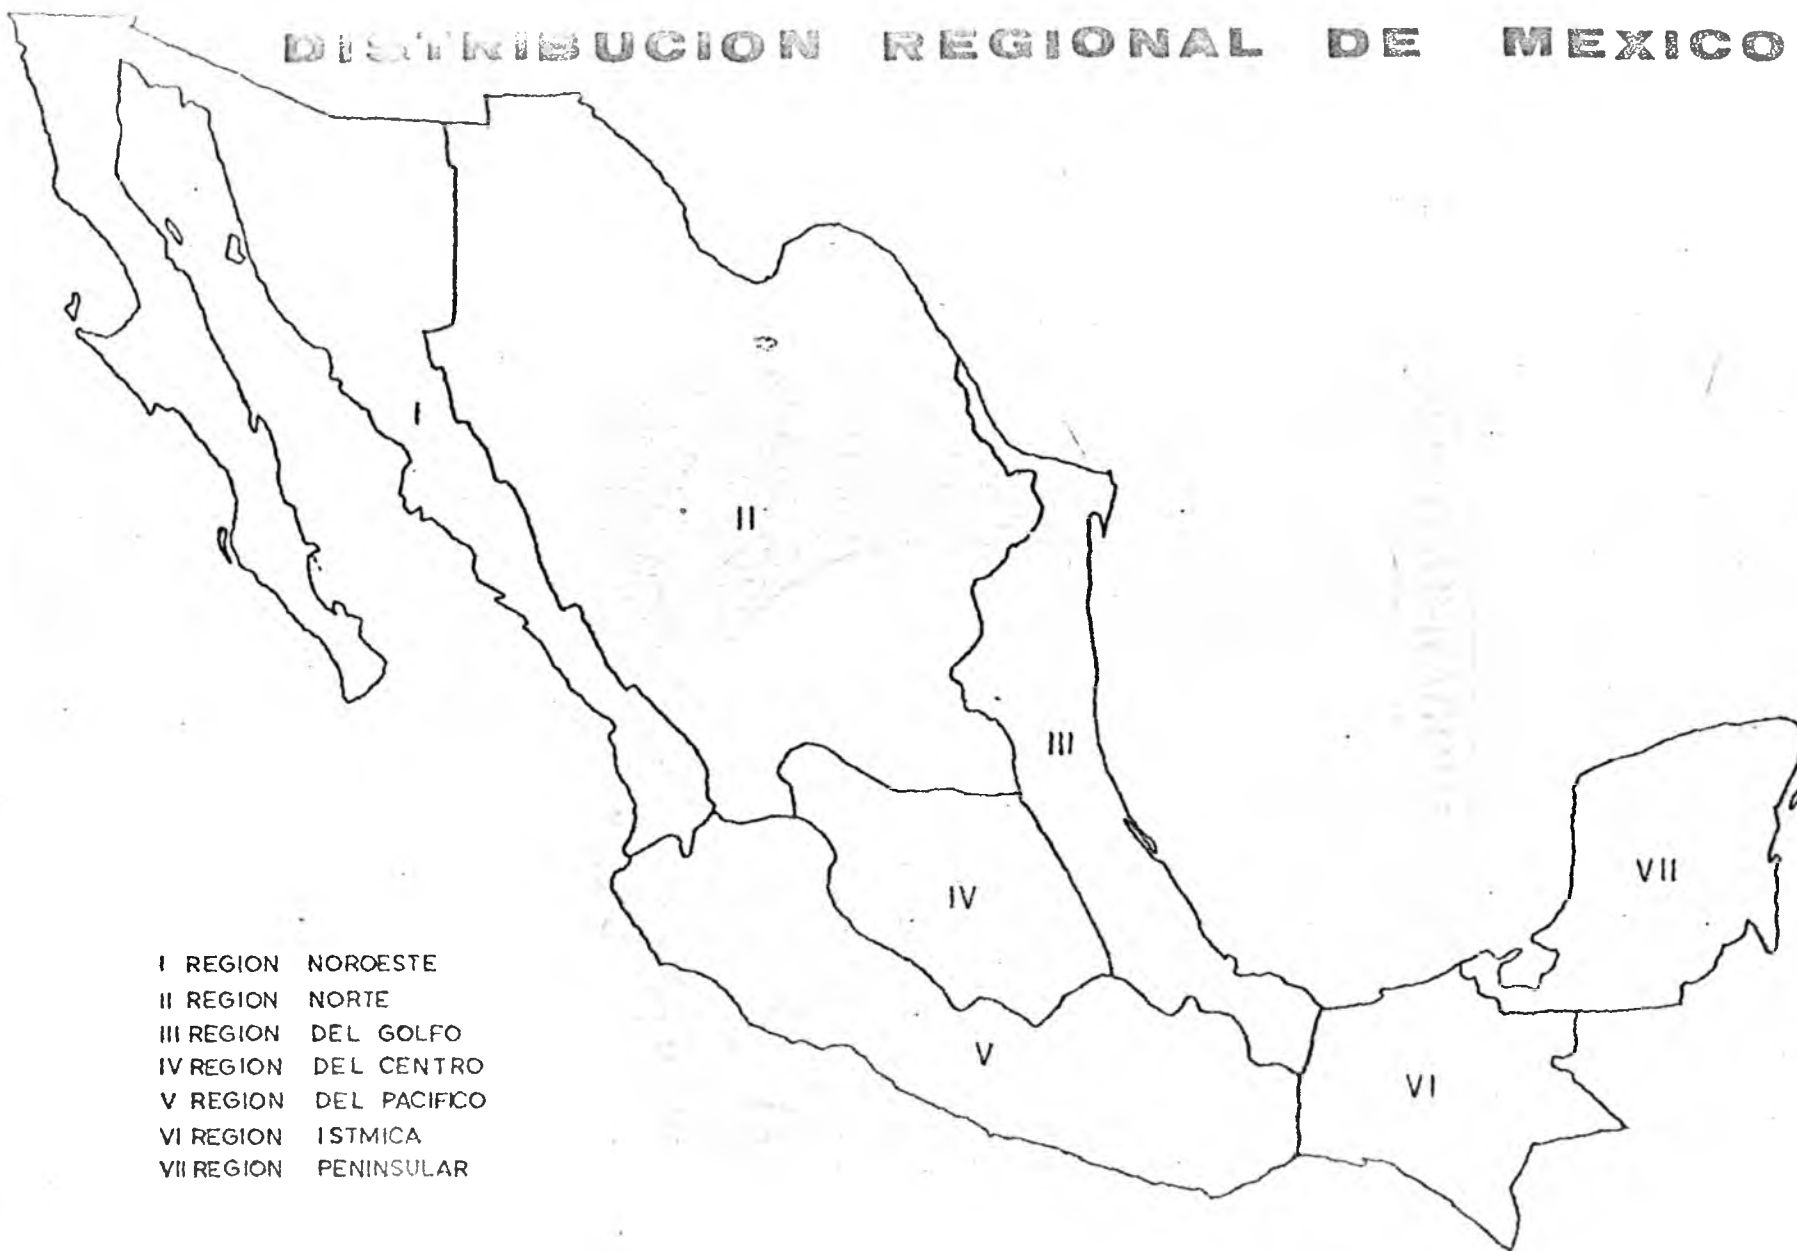 DISTRIBUCION REGIONAL DE MEXICO
I
II
III
IV
V
VI
VII
I REGION NOROESTE
II REGION NORTE
III REGION DEL GOLFO
IV REGION DEL CENTRO
V REGION DEL PACIFICO
VI REGION ISTMICA
VII REGION PENINSULAR